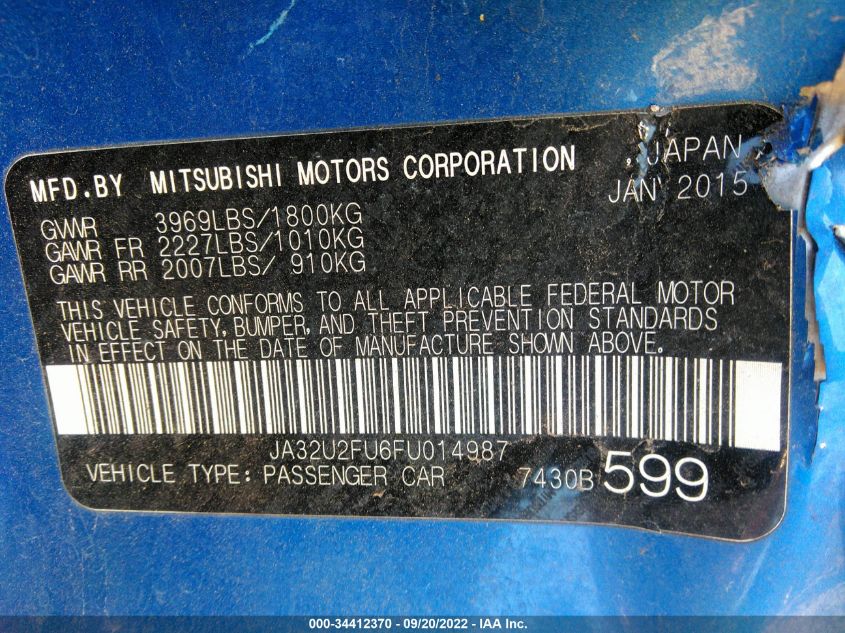 MFD.BY MITSUBISHI MOTORS CORPORATION , JAPAN
JAN 2015
GVWR 3969LBS/1800KG
GAWR FR 2227LBS/1010KG
GAWR RR 2007LBS/ 910KG
THIS VEHICLE CONFORMS TO ALL APPLICABLE FEDERAL MOTOR
VEHICLE SAFETY, BUMPER, AND THEFT PREVENTION STANDARDS
IN EFFECT ON THE DATE OF MANUFACTURE SHOWN ABOVE.
JA32U2FU6FU014987
VEHICLE TYPE: PASSENGER CAR 7430B 599
000-34412370 - 09/20/2022 - IAA Inc.